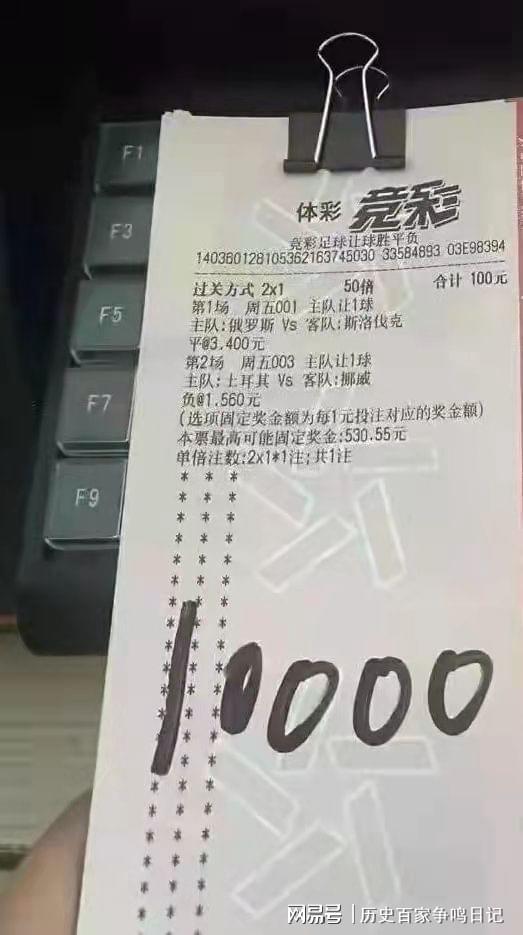 F1
F3
F5
F7
F9
体彩 竞彩
竞彩足球让球胜平负
140360128105362163745030 33584893 03E98394
过关方式 2x1 50倍 合计 100元
第1场 周五001 主队让1球
主队:俄罗斯 Vs 客队:斯洛伐克
平@3.400元
第2场 周五003 主队让1球
主队:土耳其 Vs 客队:挪威
负@1.560元
(选项固定奖金额为每1元投注对应的奖金额)
本票最高可能固定奖金:530.55元
单倍注数:2x1*1注;共1注
10000
网易号 | 历史百家争鸣日记